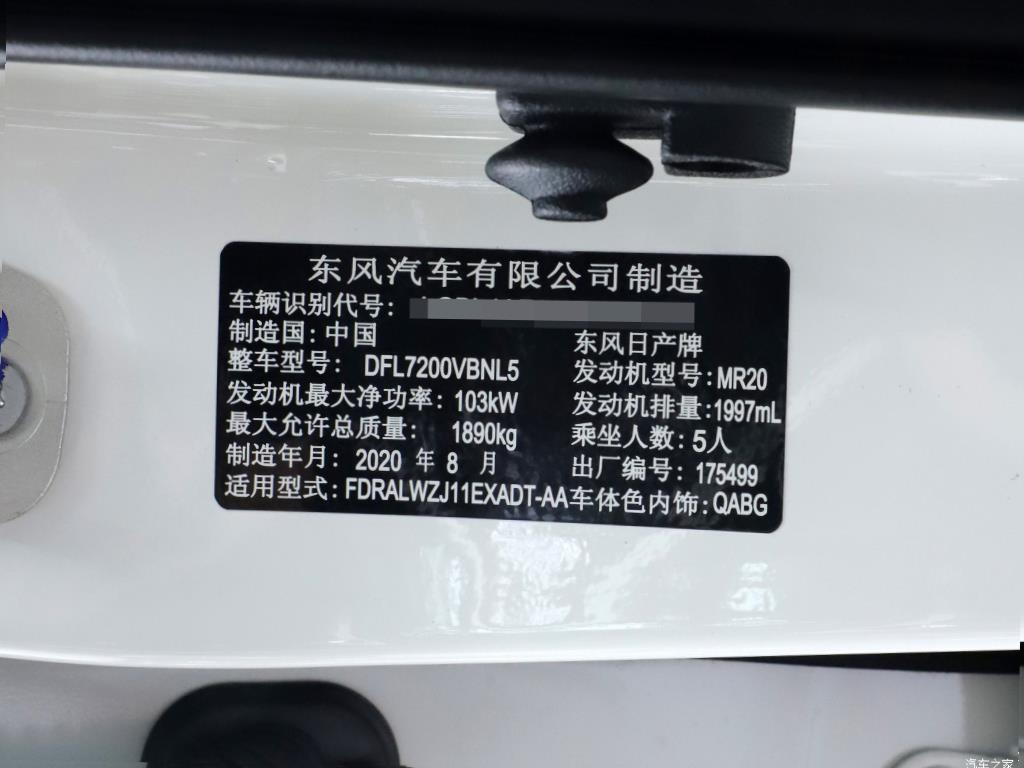 东风汽车有限公司制造
车辆识别代号:
制造国: 中国 东风日产牌
整车型号: DFL7200VBNL5 发动机型号: MR20
发动机最大净功率: 103kW 发动机排量: 1997mL
最大允许总质量: 1890kg 乘坐人数: 5人
制造年月: 2020 年 8 月 出厂编号: 175499
适用型式: FDRALWZJ11EXADT-AA 车体色内饰: QABG
汽车之家